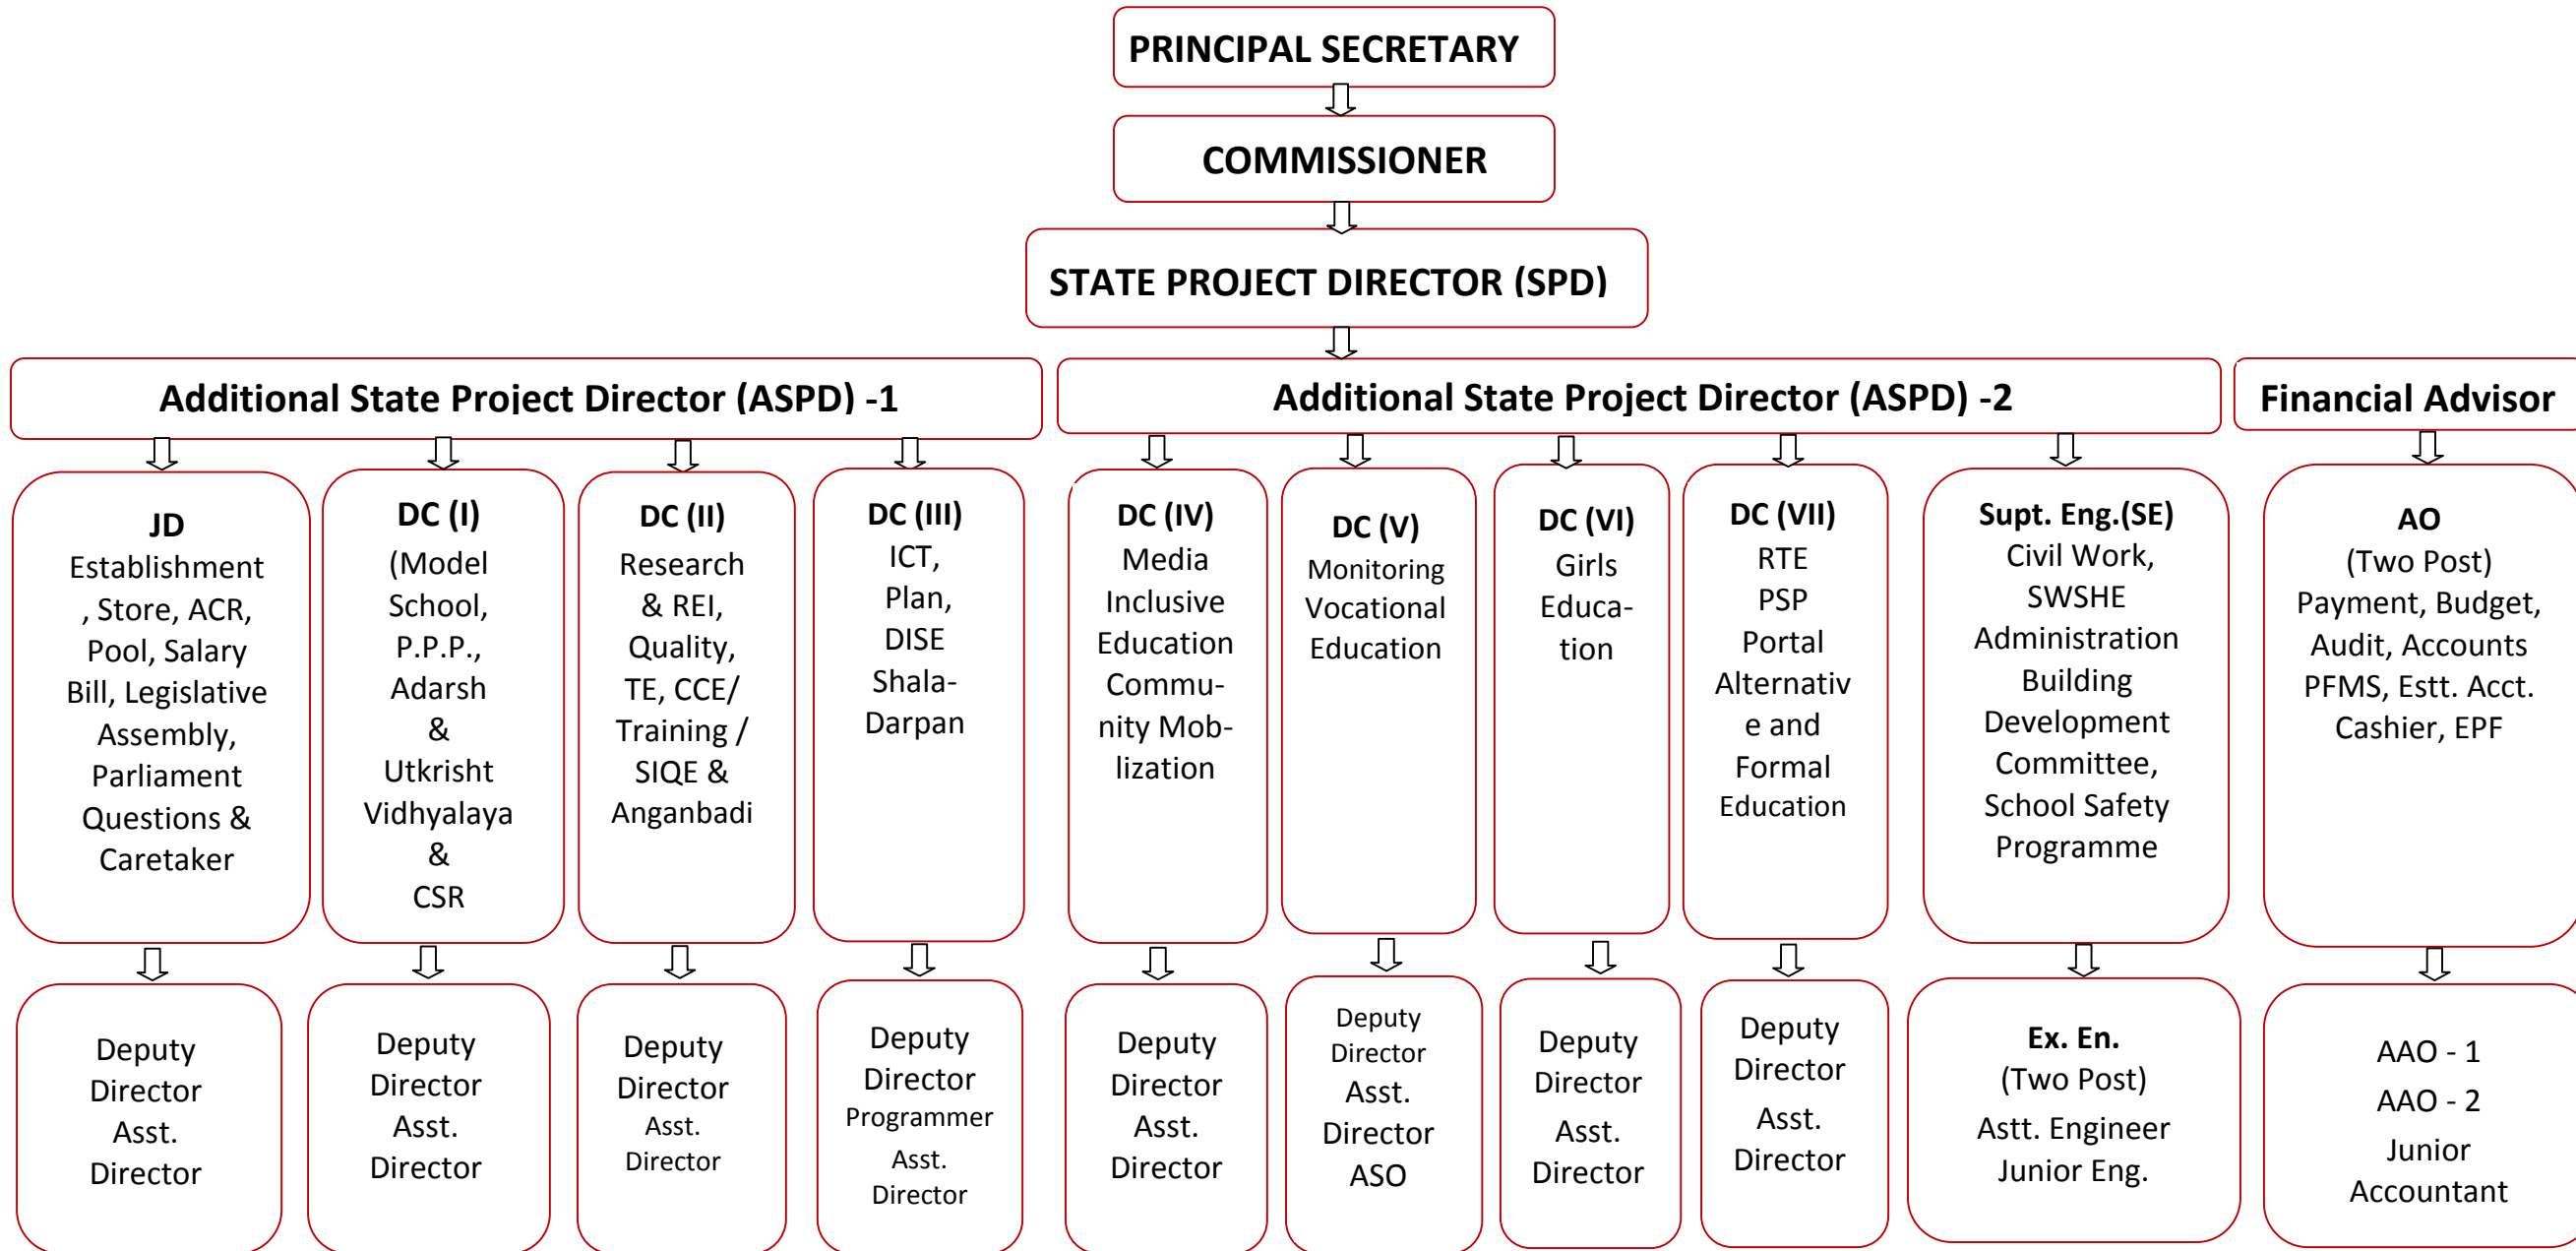 PRINCIPAL SECRETARY
COMMISSIONER
STATE PROJECT DIRECTOR (SPD)
Additional State Project Director (ASPD) -1
Additional State Project Director (ASPD) -2
Financial Advisor
JD
Establishment
, Store, ACR,
Pool, Salary
Bill, Legislative
Assembly,
Parliament
Questions &
Caretaker
DC (I)
(Model
School,
P.P.P.,
Adarsh
&
Utkrisht
Vidhyalaya
&
CSR
DC (II)
Research
& REI,
Quality,
TE, CCE/
Training /
SIQE &
Anganbadi
DC (III)
ICT,
Plan,
DISE
Shala-
Darpan
DC (IV)
Media
Inclusive
Education
Commu-
nity Mob-
lization
DC (V)
Monitoring
Vocational
Education
DC (VI)
Girls
Educa-
tion
DC (VII)
RTE
PSP
Portal
Alternativ
e and
Formal
Education
Supt. Eng.(SE)
Civil Work,
SWSHE
Administration
Building
Development
Committee,
School Safety
Programme
AO
(Two Post)
Payment, Budget,
Audit, Accounts
PFMS, Estt. Acct.
Cashier, EPF
Deputy
Director
Asst.
Director
Deputy
Director
Asst.
Director
Deputy
Director
Asst.
Director
Deputy
Director
Programmer
Asst.
Director
Deputy
Director
Asst.
Director
Deputy
Director
Asst.
Director
ASO
Deputy
Director
Asst.
Director
Deputy
Director
Asst.
Director
Ex. En.
(Two Post)
Astt. Engineer
Junior Eng.
AAO - 1
AAO - 2
Junior
Accountant